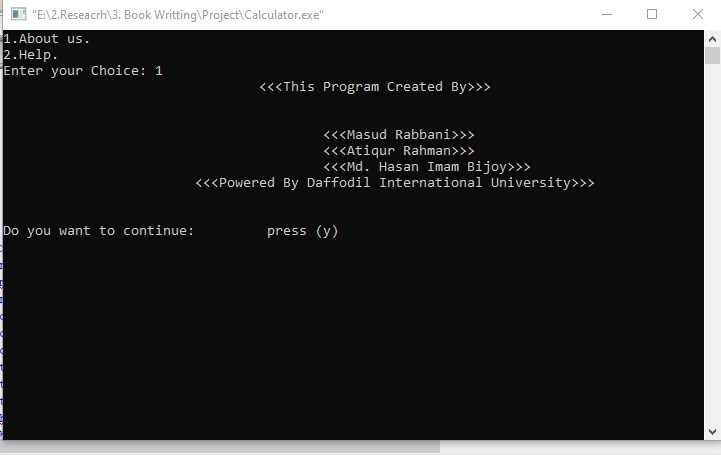 "E:\2.Reseacrh\3. Book Writting\Project\Calculator.exe"
1.About us.
2.Help.
Enter your Choice: 1
<<<This Program Created By>>>
<<<Masud Rabbani>>>
<<<Atiqur Rahman>>>
<<<Md. Hasan Imam Bijoy>>>
<<<Powered By Daffodil International University>>>
Do you want to continue: press (y)